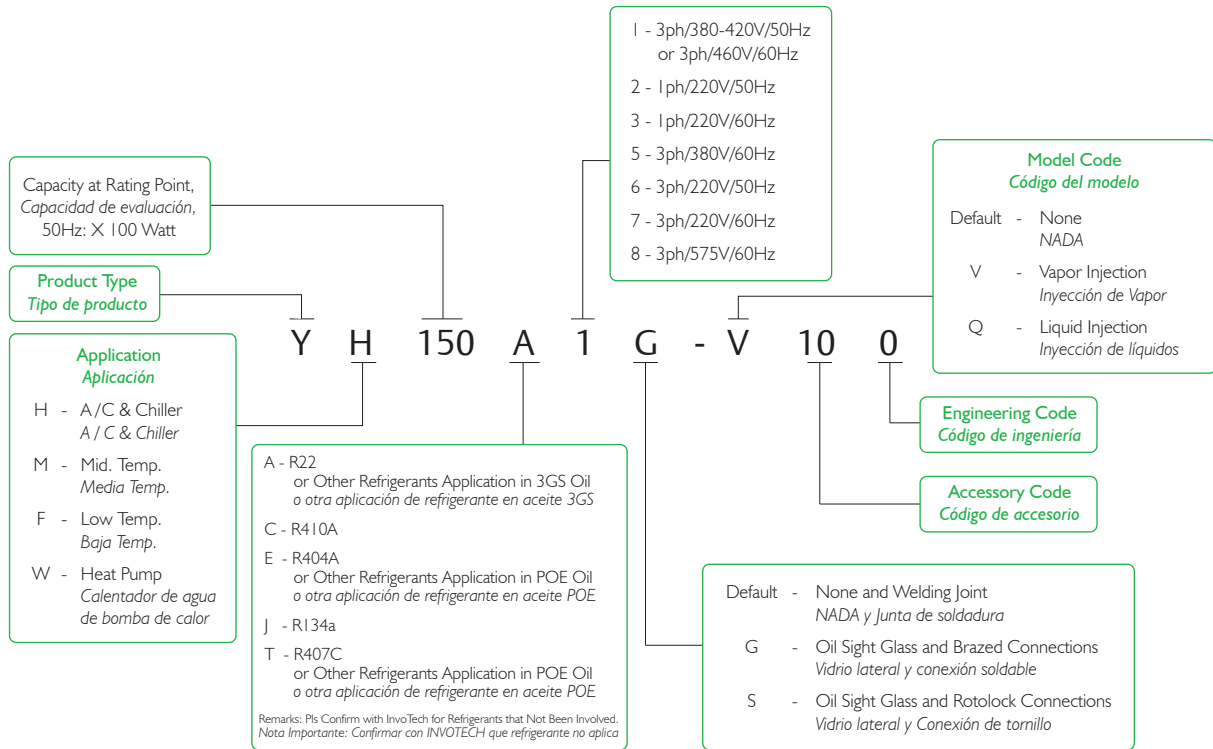 1 - 3ph/380-420V/50Hz
or 3ph/460V/60Hz
2 - 1ph/220V/50Hz
3 - 1ph/220V/60Hz
5 - 3ph/380V/60Hz
6 - 3ph/220V/50Hz
7 - 3ph/220V/60Hz
8 - 3ph/575V/60Hz
Capacity at Rating Point,
Capacidad de evaluación,
50Hz: X 100 Watt
Product Type
Tipo de producto
Model Code
Código del modelo
Default - None
NADA
V - Vapor Injection
Inyección de Vapor
Q - Liquid Injection
Inyección de líquidos
Y H 150 A 1 G - V 10 0
Application
Aplicación
H - A/C & Chiller
A / C & Chiller
M - Mid. Temp.
Media Temp.
F - Low Temp.
Baja Temp.
W - Heat Pump
Calentador de agua
de bomba de calor
A - R22
or Other Refrigerants Application in 3GS Oil
o otra aplicación de refrigerante en aceite 3GS
C - R410A
E - R404A
or Other Refrigerants Application in POE Oil
o otra aplicación de refrigerante en aceite POE
J - R134a
T - R407C
or Other Refrigerants Application in POE Oil
o otra aplicación de refrigerante en aceite POE
Remarks: Pls Confirm with InvoTech for Refrigerants that Not Been Involved.
Nota Importante: Confirmar con INVOTECH que refrigerante no aplica
Engineering Code
Código de ingeniería
Accessory Code
Código de accesorio
Default - None and Welding Joint
NADA y Junta de soldadura
G - Oil Sight Glass and Brazed Connections
Vidrio lateral y conexión soldable
S - Oil Sight Glass and Rotolock Connections
Vidrio lateral y Conexión de tornillo